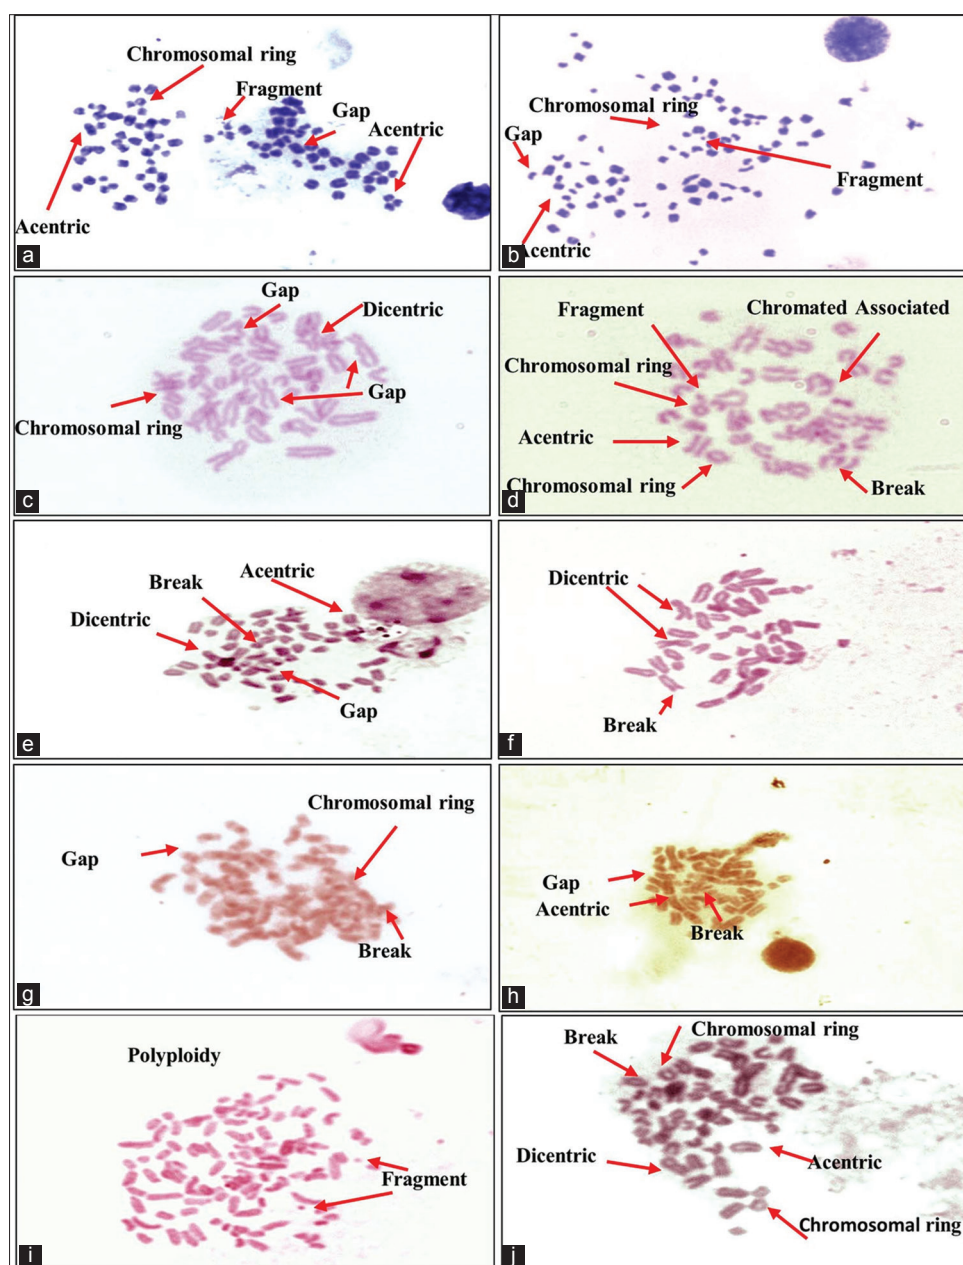 Chromosomal ring
Fragment
Gap
Acentric
Acentric
a
Chromosomal ring
Gap
Fragment
Acentric
b
Gap
Dicentric
Gap
Chromosomal ring
c
Fragment
Chromated Associated
Chromosomal ring
Acentric
Chromosomal ring
Break
d
Acentric
Break
Dicentric
Gap
e
Dicentric
Break
f
Chromosomal ring
Gap
Break
g
Gap
Acentric
Break
h
Polyploidy
Fragment
i
Chromosomal ring
Break
Dicentric
Acentric
Chromosomal ring
j